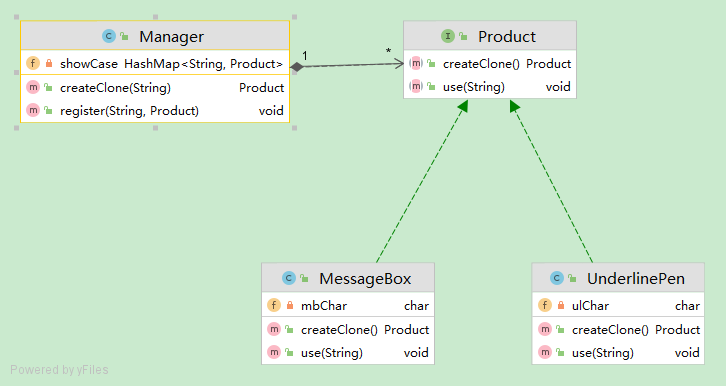 Manager
showCase HashMap<String, Product>
createClone(String) Product
register(String, Product) void
1
*
Product
createClone() Product
use(String) void
MessageBox
mbChar char
createClone() Product
use(String) void
UnderlinePen
ulChar char
createClone() Product
use(String) void
Powered by yFiles